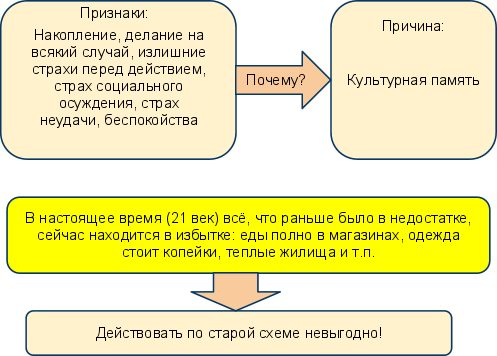 Признаки:
Накопление, делание на
всякий случай, излишние
страхи перед действием,
страх социального
осуждения, страх
неудачи, беспокойства
Почему?
Причина:
Культурная память
В настоящее время (21 век) всё, что раньше было в недостатке,
сейчас находится в избытке: еды полно в магазинах, одежда
стоит копейки, теплые жилища и т.п.
Действовать по старой схеме невыгодно!